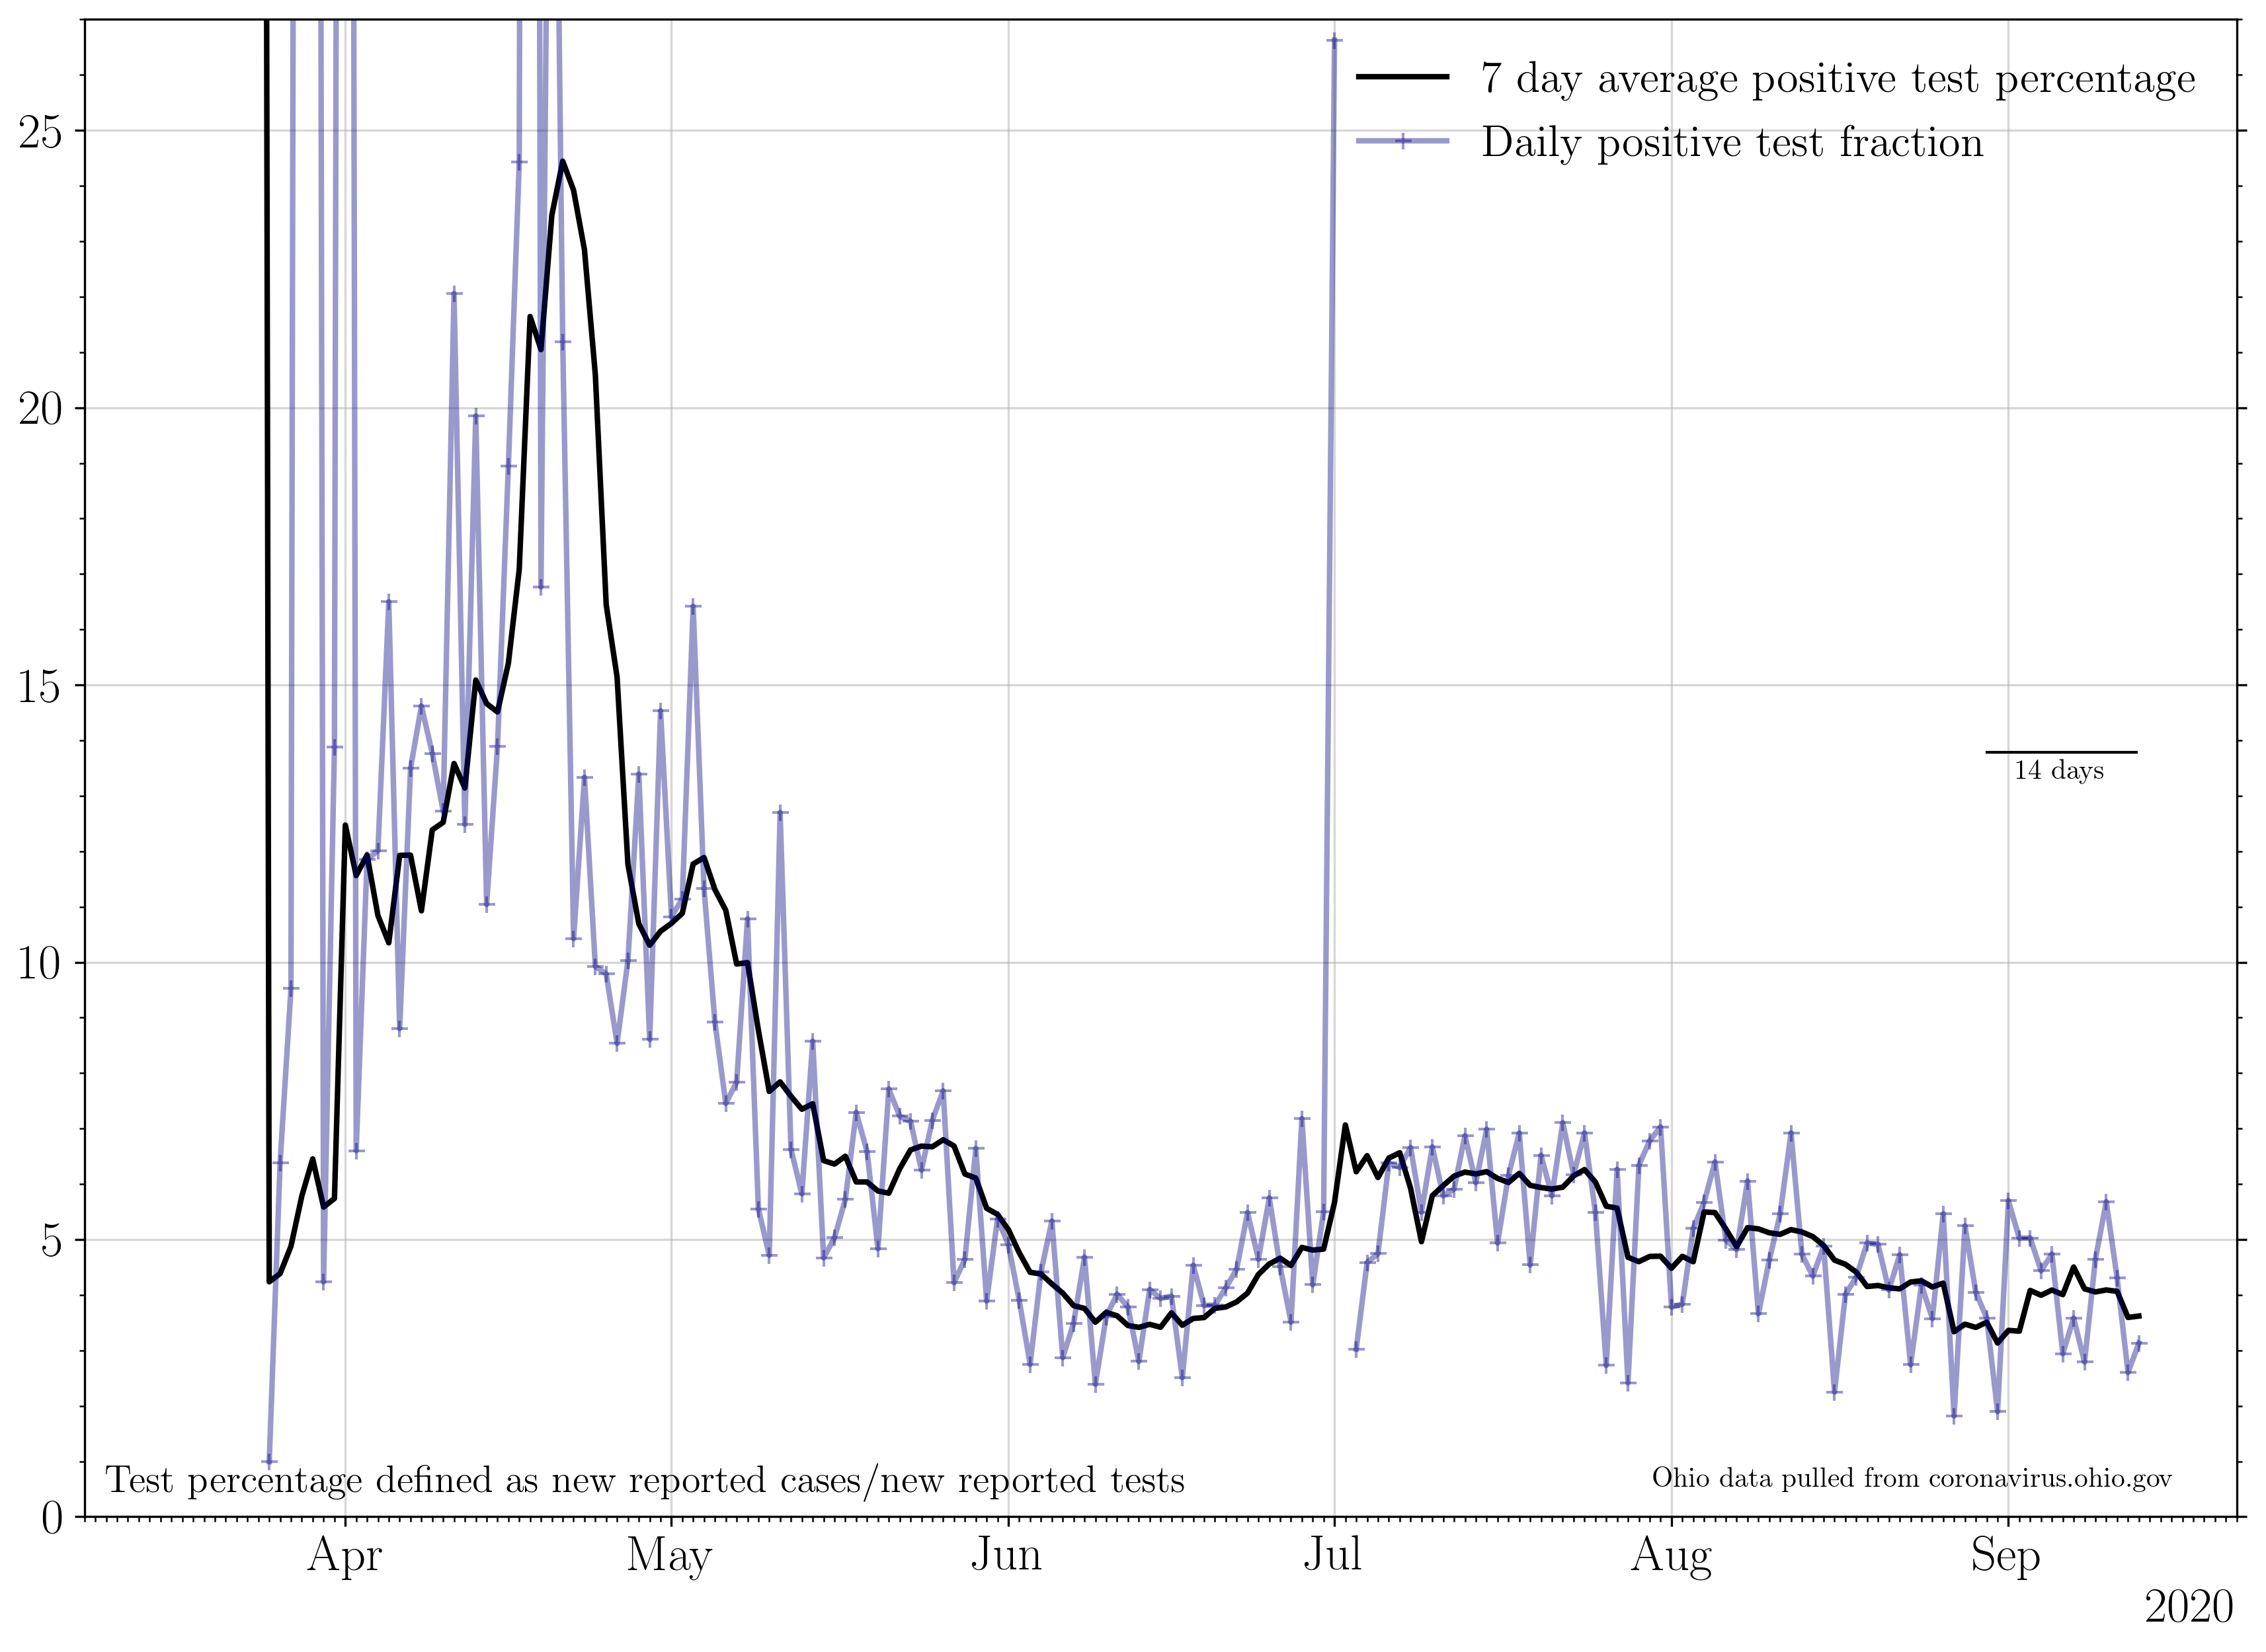 7 day average positive test percentage
Daily positive test fraction
25
20
15
10
5
0
14 days
Test percentage defined as new reported cases/new reported tests
Ohio data pulled from coronavirus.ohio.gov
Apr May Jun Jul Aug Sep
2020